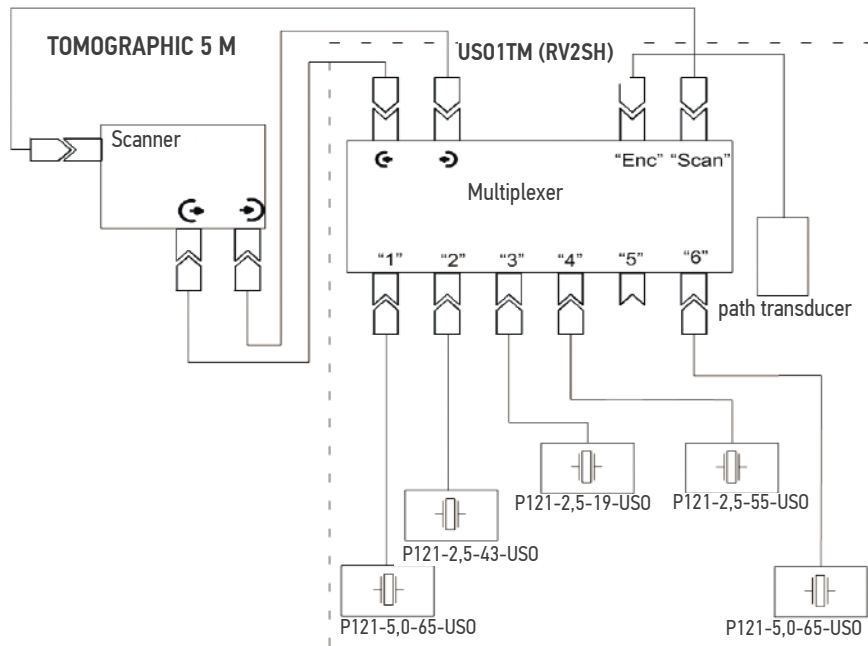 TOMOGRAPHIC 5 M
USO1TM (RV2SH)
Scanner
"Enc" "Scan"
Multiplexer
"1" "2" "3" "4" "5" "6"
path transducer
P121-2,5-19-USO
P121-2,5-55-USO
P121-2,5-43-USO
P121-5,0-65-USO
P121-5,0-65-USO